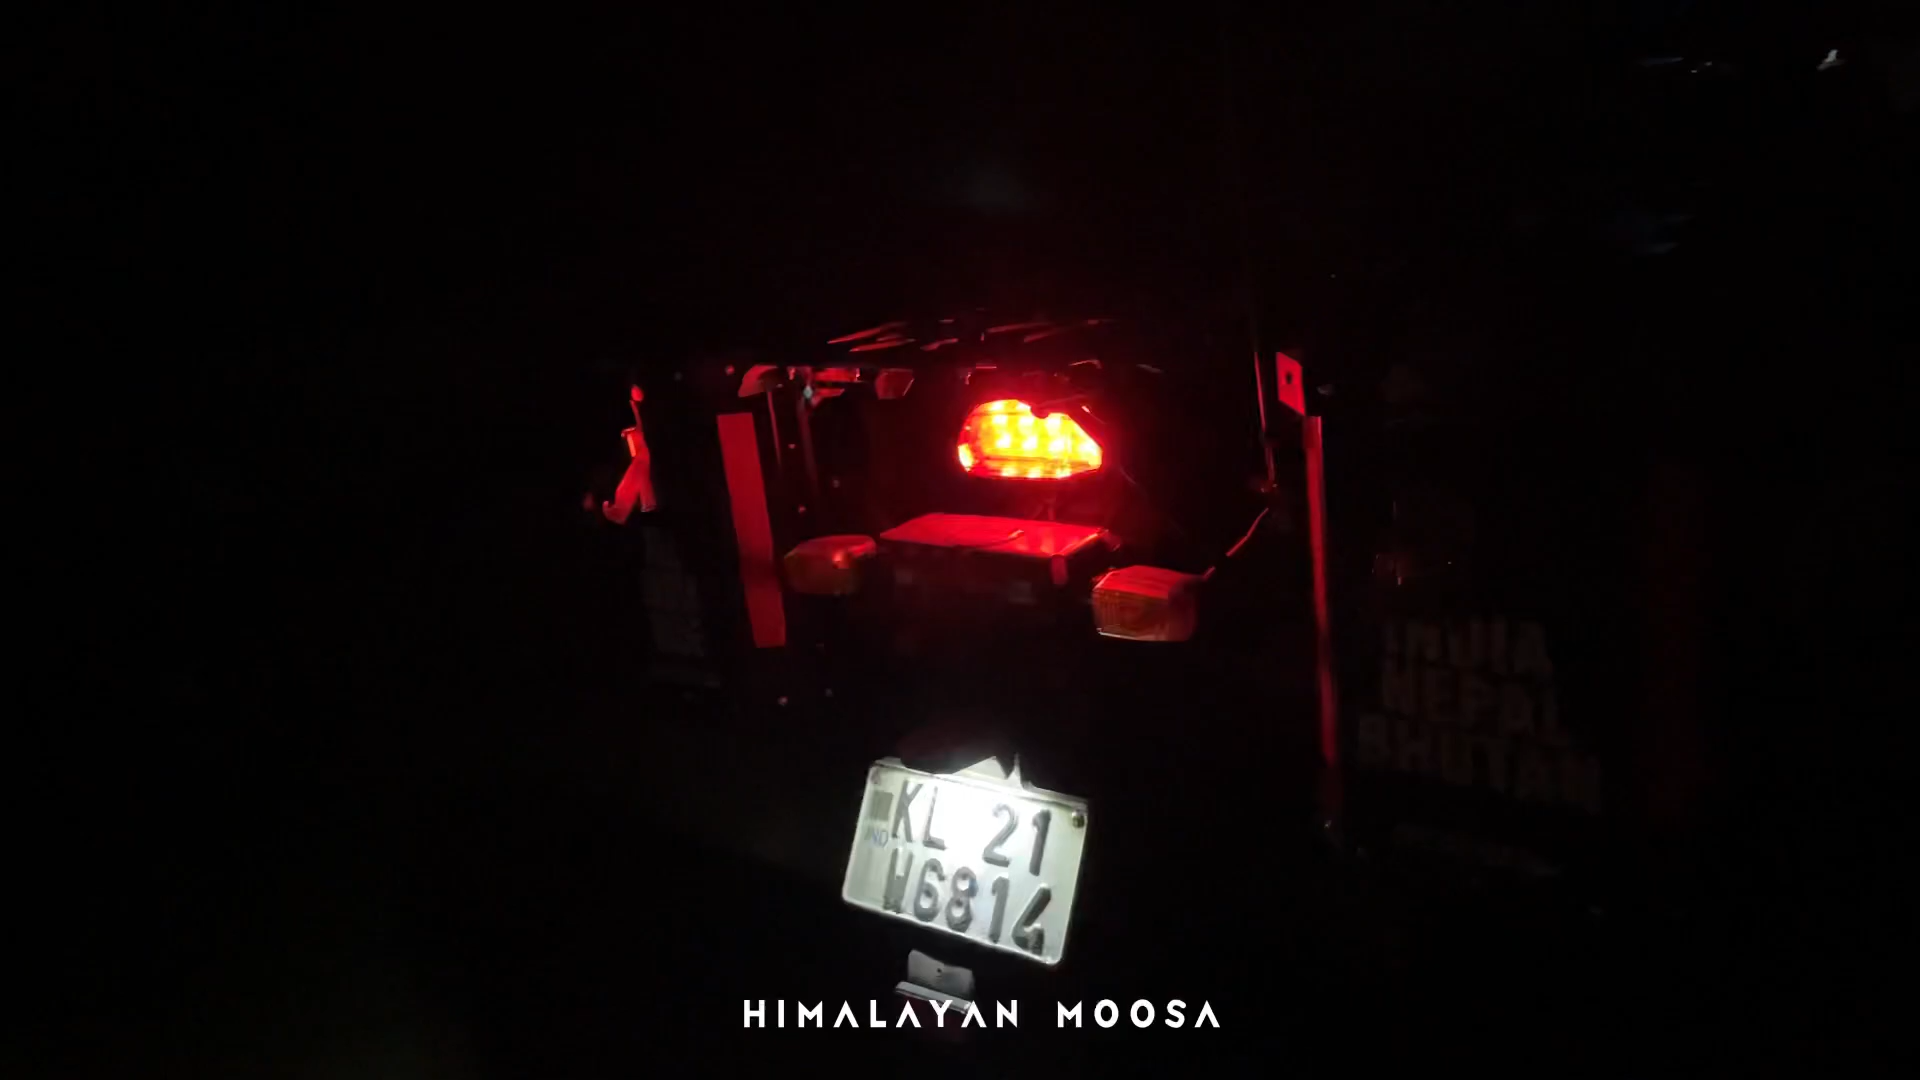 INDIA
NEPAL
BHUTAN
KL 21
IND
W6814
HIMALAYAN MOOSA